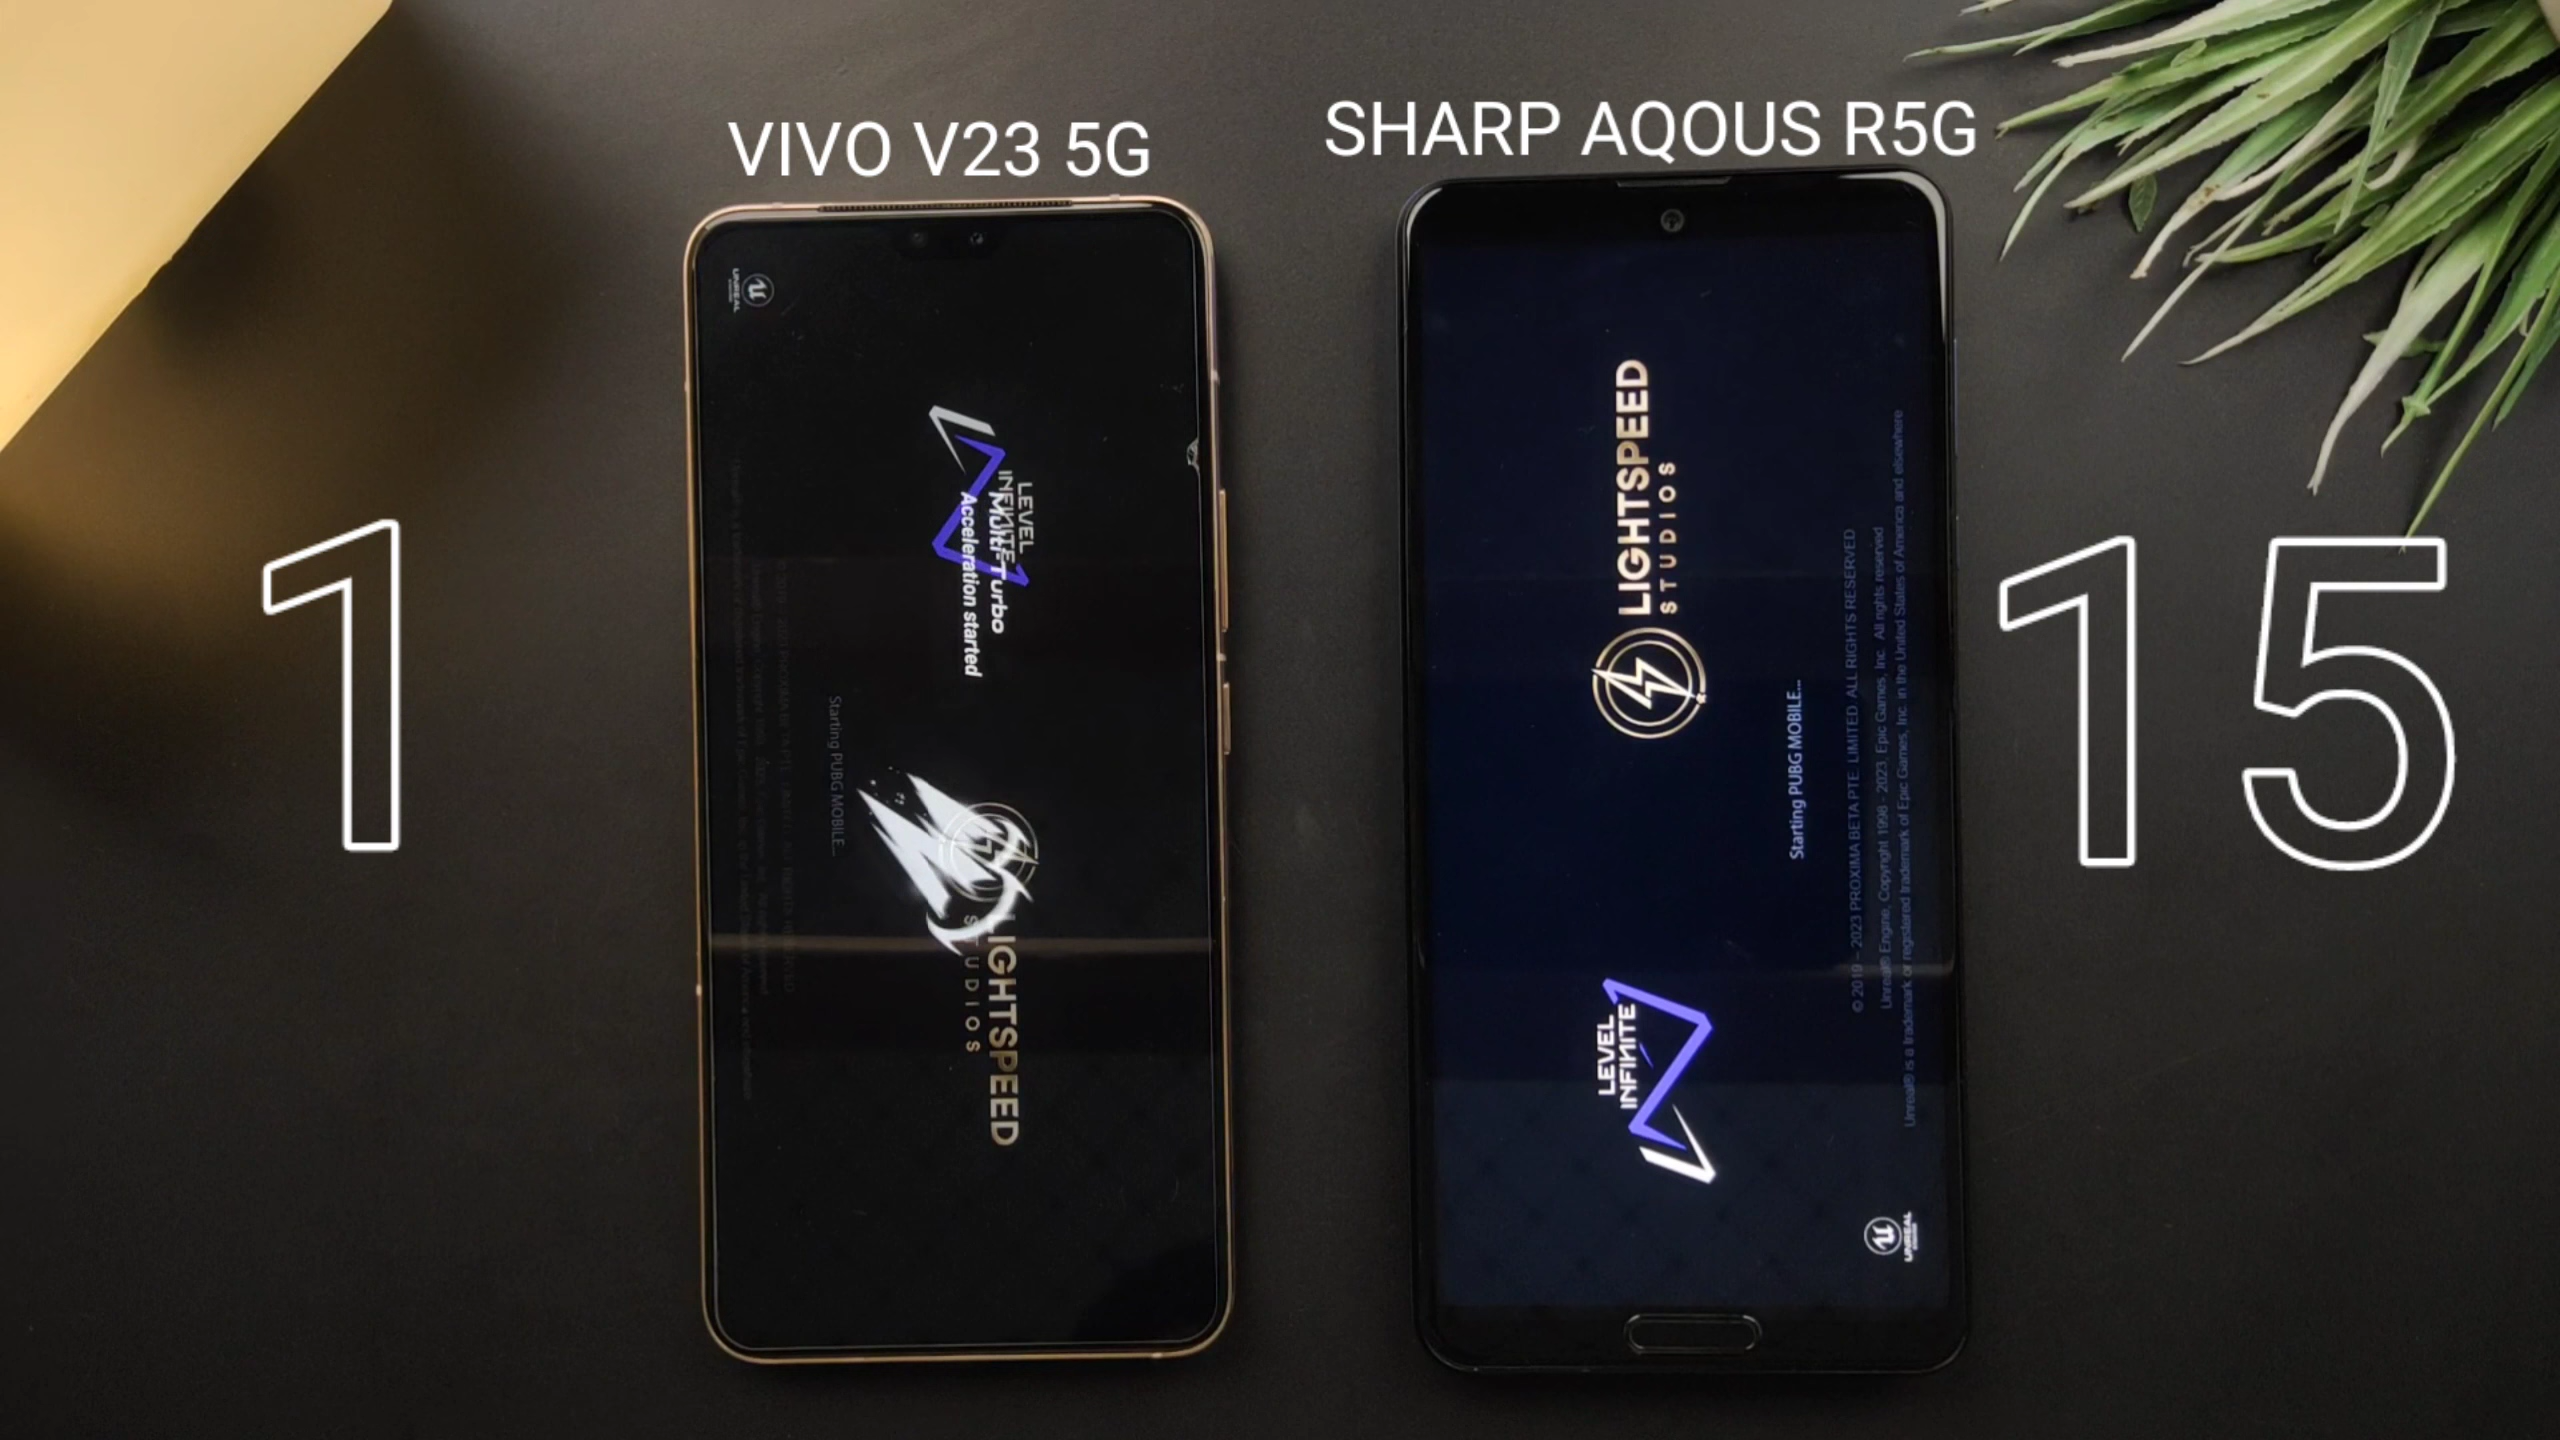 VIVO V23 5G
SHARP AQOUS R5G
1
15
UNREAL
LEVEL
INFINITE
Multi-Turbo
Acceleration started
Starting PUBG MOBILE...
LIGHTSPEED
STUDIOS
LIGHTSPEED
STUDIOS
LEVEL
INFINITE
Starting PUBG MOBILE...
© 2019 – 2023 PROXIMA BETA PTE. LIMITED. ALL RIGHTS RESERVED
Unreal® Engine, Copyright 1998 - 2023, Epic Games, Inc. All rights reserved
Unreal® is a trademark or registered trademark of Epic Games, Inc. in the United States of America and elsewhere
UNREAL